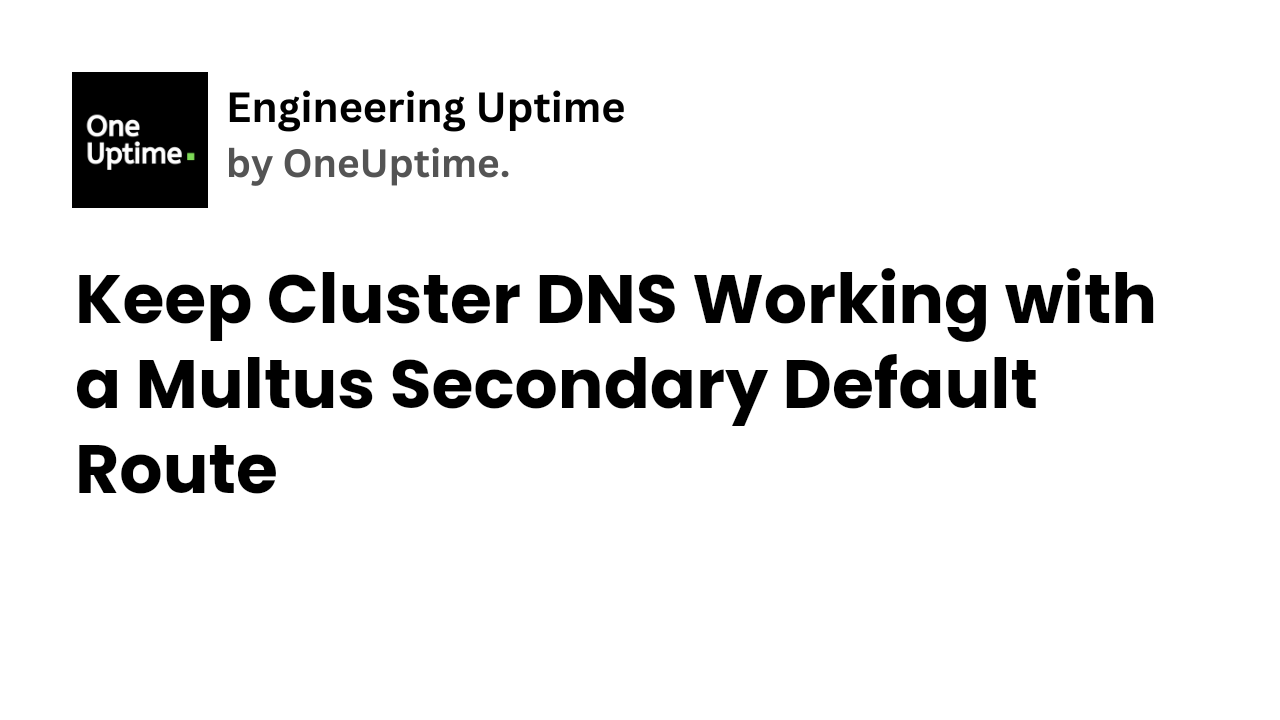 One
Uptime
Engineering Uptime
by OneUptime.
Keep Cluster DNS Working with
a Multus Secondary Default
Route